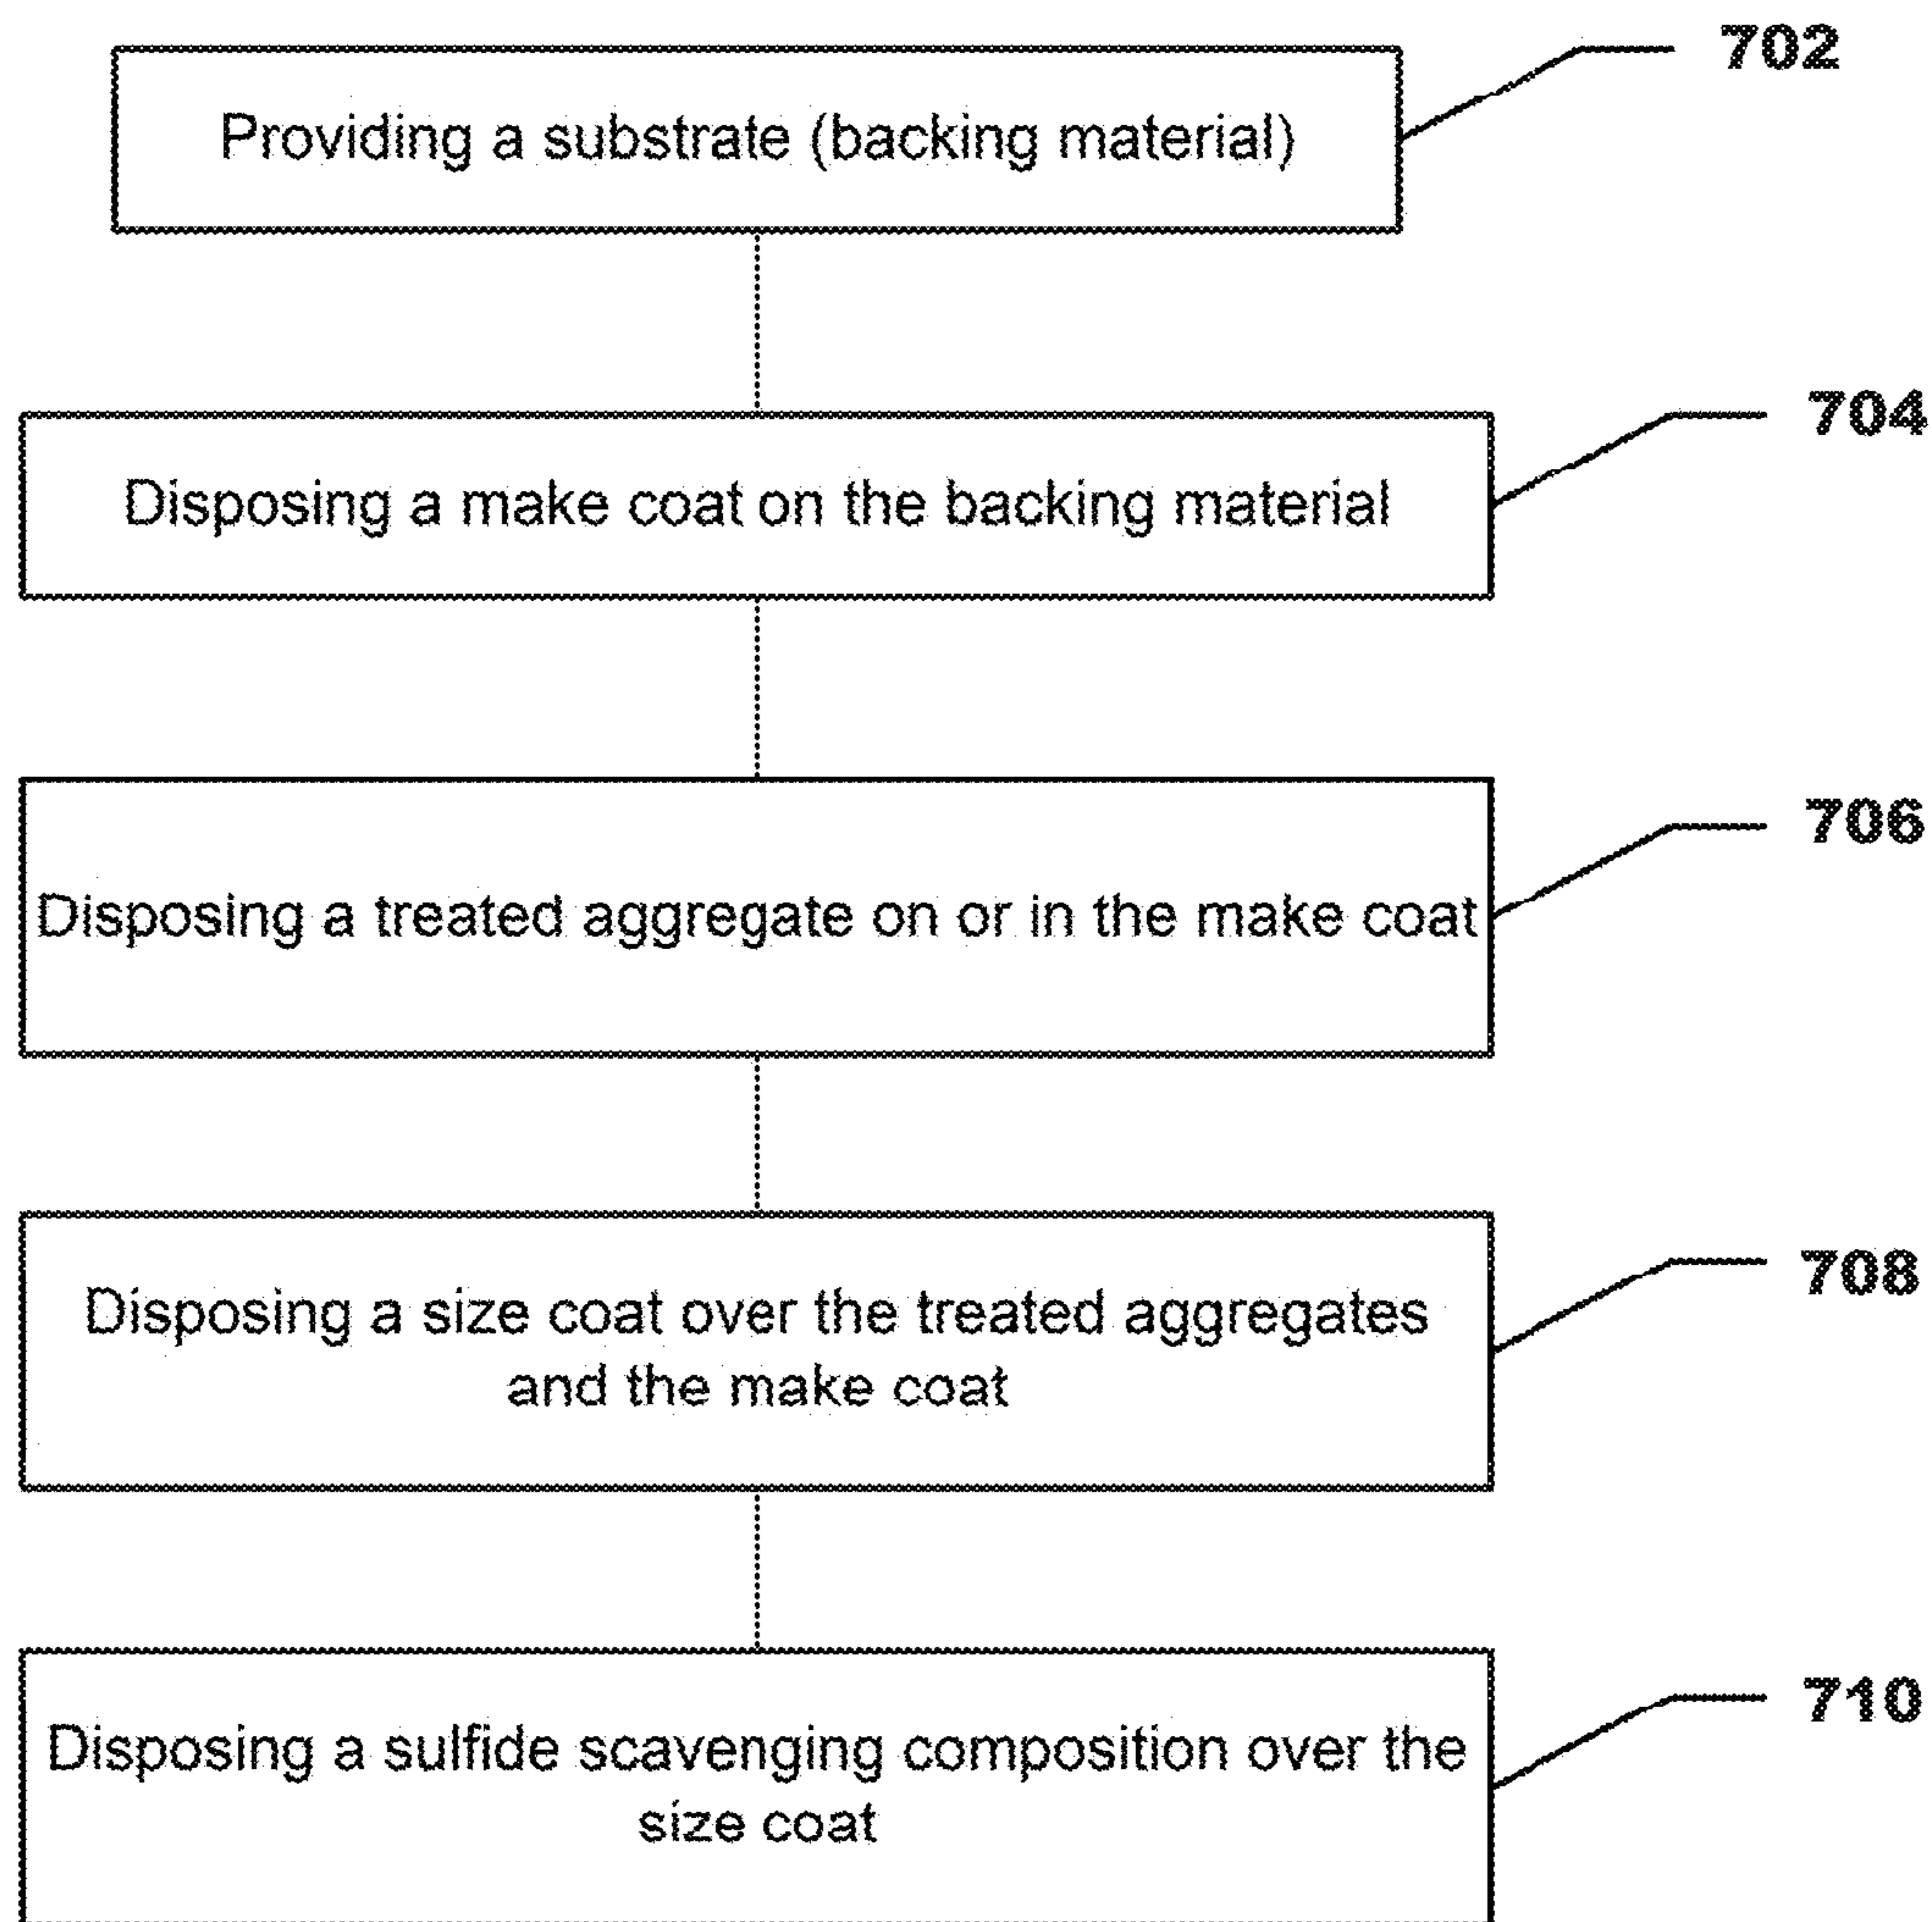 702
Providing a substrate (backing material)
704
Disposing a make coat on the backing material
706
Disposing a treated aggregate on or in the make coat
708
Disposing a size coat over the treated aggregates
and the make coat
710
Disposing a sulfide scavenging composition over the
size coat